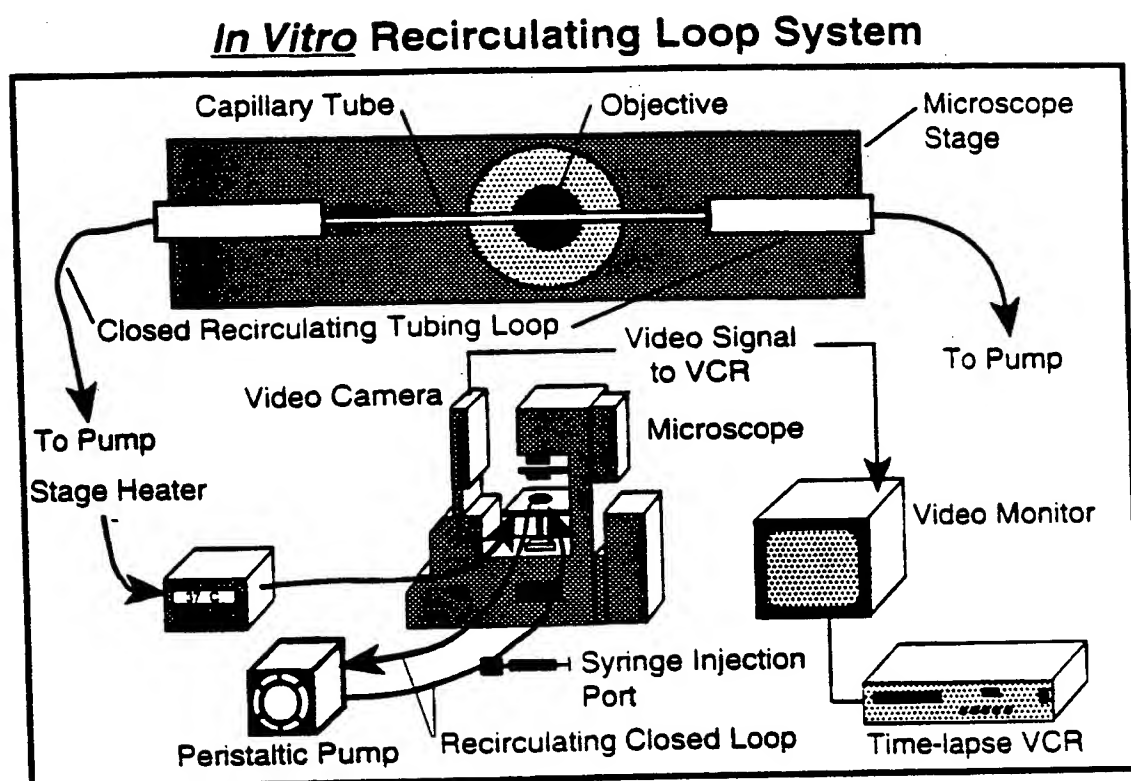 In Vitro Recirculating Loop System
Capillary Tube
Objective
Microscope
Stage
Closed Recirculating Tubing Loop
Video Signal
to VCR
To Pump
Video Camera
To Pump
Microscope
Stage Heater
Video Monitor
37 C
Syringe Injection
Port
Peristaltic Pump
Recirculating Closed Loop
Time-lapse VCR